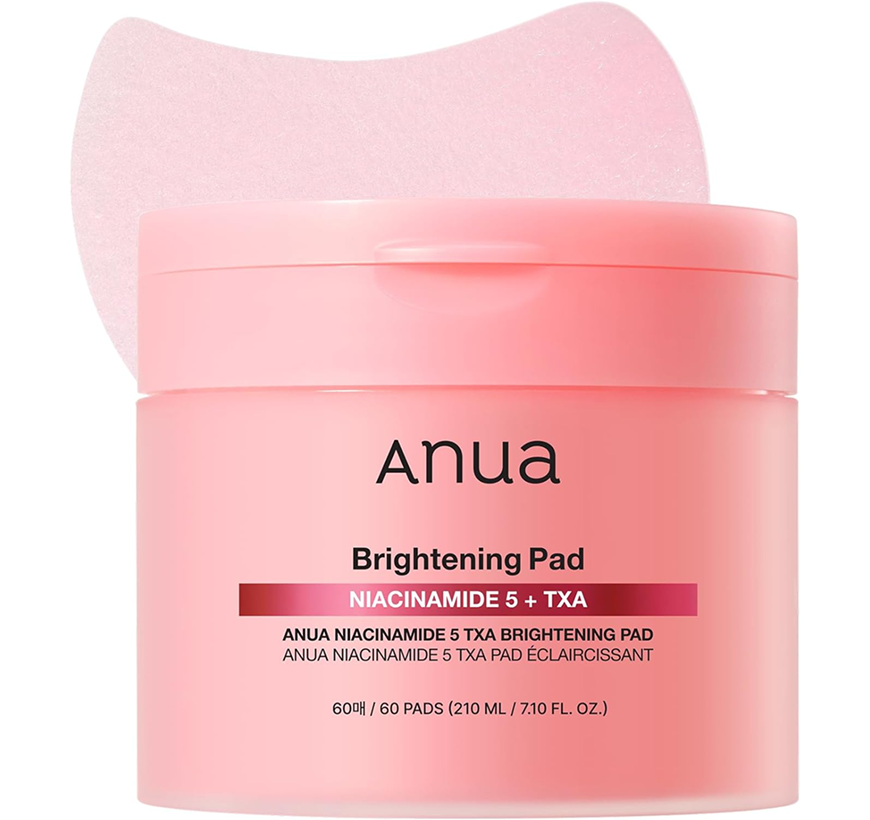 Anua
Brightening Pad
NIACINAMIDE 5 + TXA
ANUA NIACINAMIDE 5 TXA BRIGHTENING PAD
ANUA NIACINAMIDE 5 TXA PAD ÉCLAIRCISSANT
60매 / 60 PADS (210 ML / 7.10 FL. OZ.)